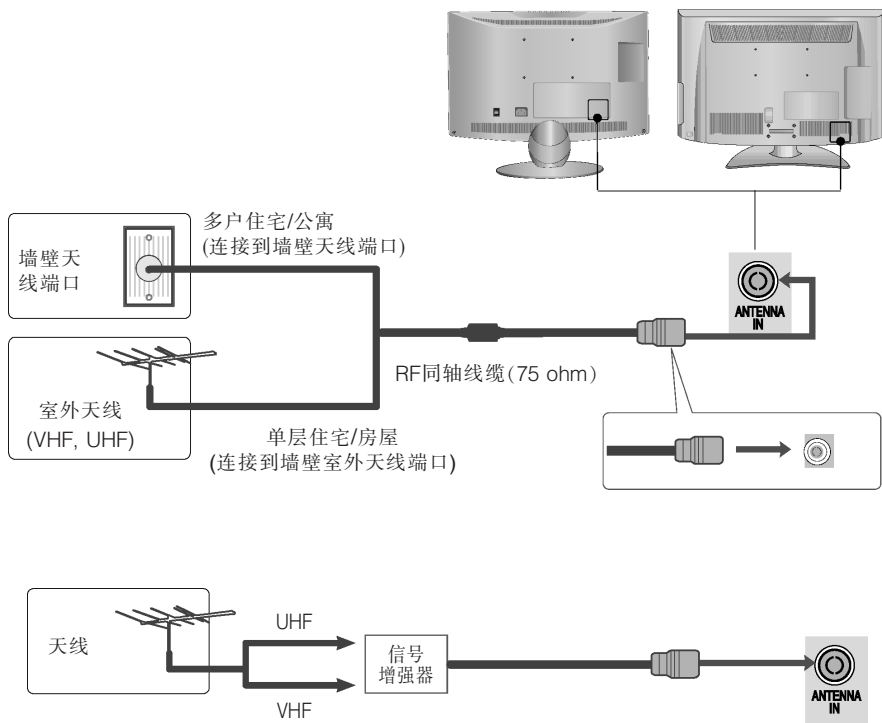 多户住宅/公寓
(连接到墙壁天线端口)
墙壁天
线端口
ANTENNA
IN
RF同轴线缆(75 ohm)
室外天线
(VHF, UHF)
单层住宅/房屋
(连接到墙壁室外天线端口)
天线
UHF
VHF
信号
增强器
ANTENNA
IN